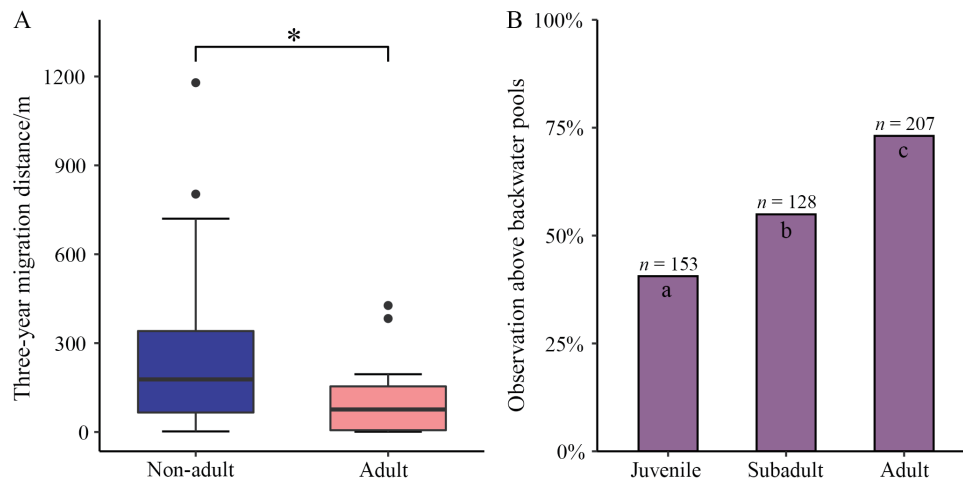 A
Three-year migration distance/m
1200
900
600
300
0
*
Non-adult
Adult
B
Observation above backwater pools
100%
75%
50%
25%
0%
n = 153
a
n = 128
b
n = 207
c
Juvenile
Subadult
Adult